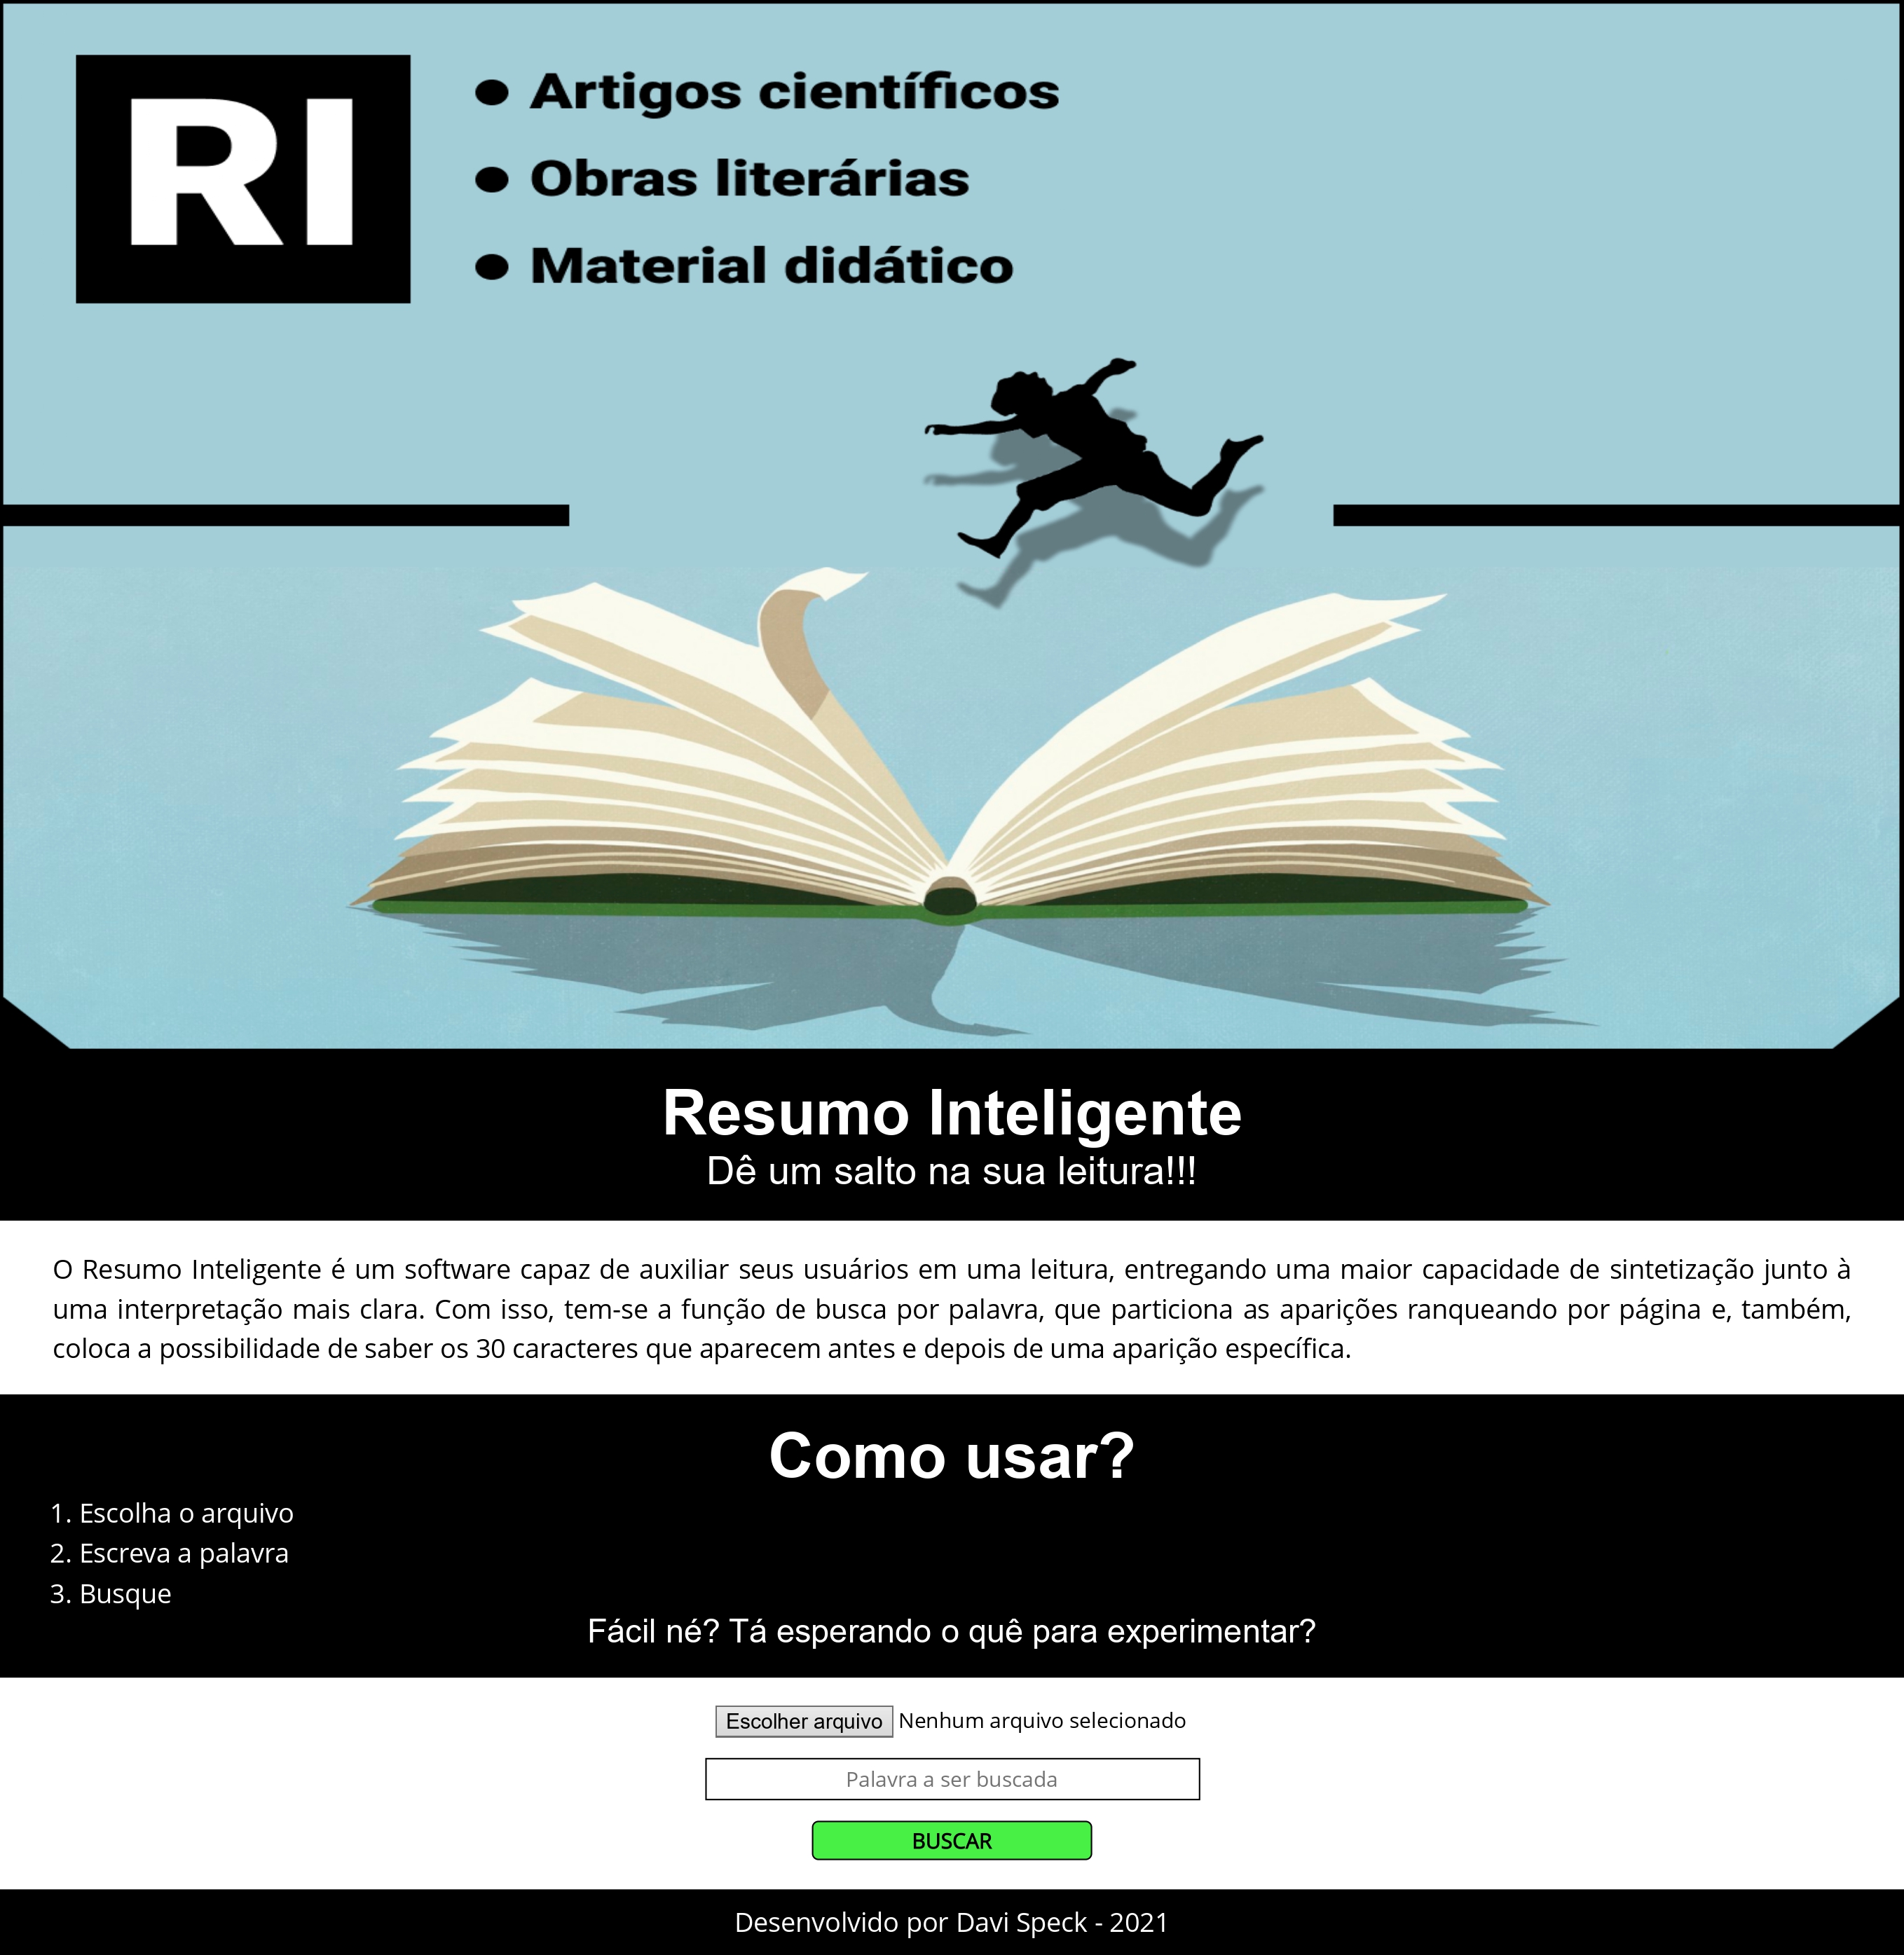 RI
● Artigos científicos
● Obras literárias
● Material didático
Resumo Inteligente
Dê um salto na sua leitura!!!
O Resumo Inteligente é um software capaz de auxiliar seus usuários em uma leitura, entregando uma maior capacidade de sintetização junto à
uma interpretação mais clara. Com isso, tem-se a função de busca por palavra, que particiona as aparições ranqueando por página e, também,
coloca a possibilidade de saber os 30 caracteres que aparecem antes e depois de uma aparição específica.
Como usar?
1. Escolha o arquivo
2. Escreva a palavra
3. Busque
Fácil né? Tá esperando o quê para experimentar?
Escolher arquivo Nenhum arquivo selecionado
Palavra a ser buscada
BUSCAR
Desenvolvido por Davi Speck - 2021